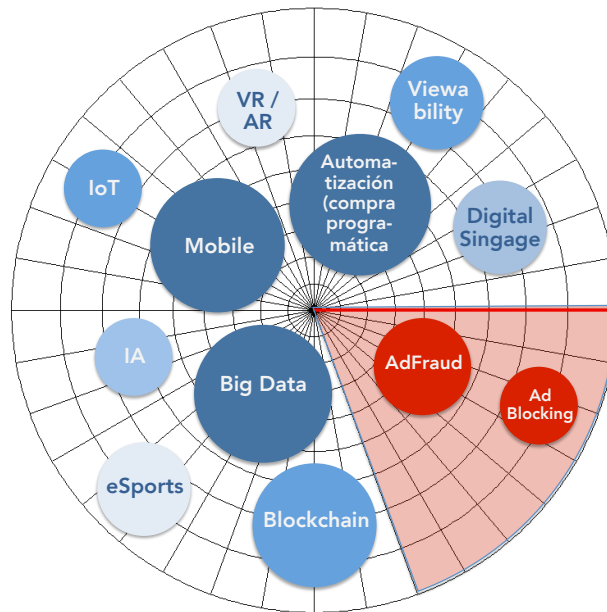 VR /
AR
Viewa
bility
IoT
Automa-
tización
(compra
progra-
mática
Digital
Singage
Mobile
IA
AdFraud
Big Data
Ad
Blocking
eSports
Blockchain